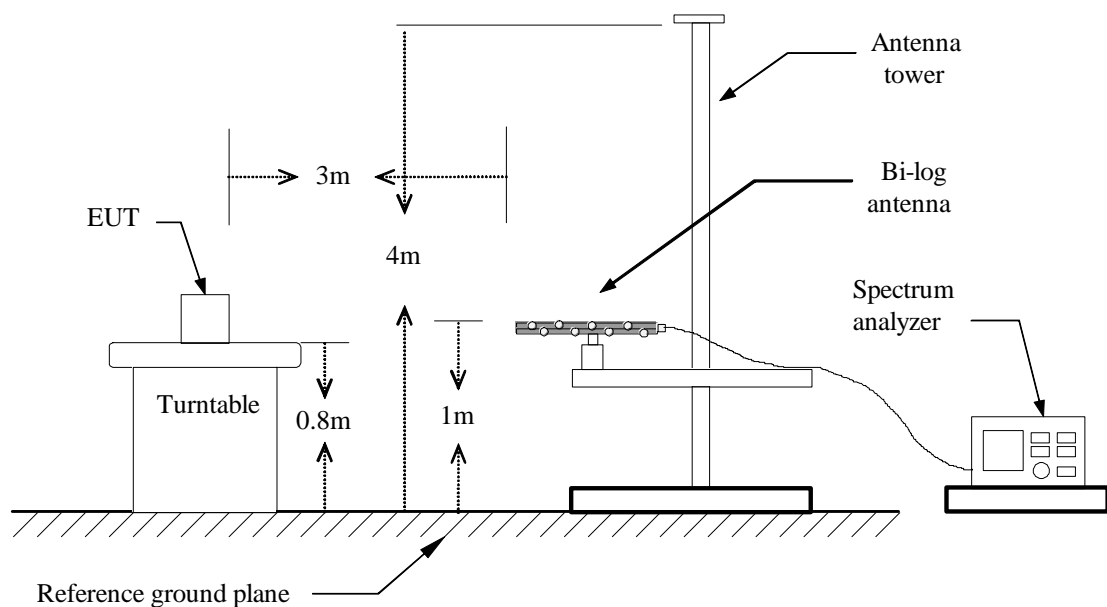 Antenna
tower
3m
Bi-log
antenna
EUT
4m
Spectrum
analyzer
Turntable
0.8m
1m
Reference ground plane